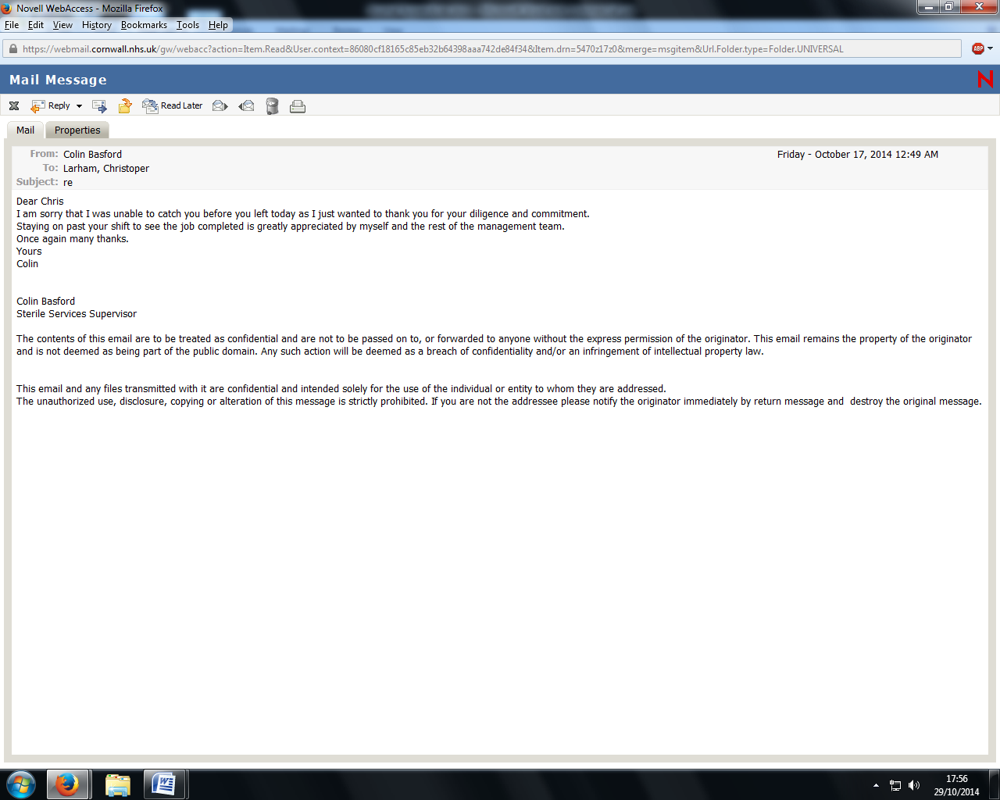 Novell WebAccess - Mozilla Firefox
File Edit View History Bookmarks Tools Help
https://webmail.cornwall.nhs.uk/gw/webacc?action=Item.Read&User.context=86080cf18165c85eb32b64398aaa742de84f34&Item.drn=5470z17z0&merge=msgitem&Url.Folder.type=Folder.UNIVERSAL
ABP
Mail Message
N
Reply Read Later
Mail Properties
From: Colin Basford Friday - October 17, 2014 12:49 AM
To: Larham, Christoper
Subject: re
Dear Chris
I am sorry that I was unable to catch you before you left today as I just wanted to thank you for your diligence and commitment.
Staying on past your shift to see the job completed is greatly appreciated by myself and the rest of the management team.
Once again many thanks.
Yours
Colin
Colin Basford
Sterile Services Supervisor
The contents of this email are to be treated as confidential and are not to be passed on to, or forwarded to anyone without the express permission of the originator. This email remains the property of the originator
and is not deemed as being part of the public domain. Any such action will be deemed as a breach of confidentiality and/or an infringement of intellectual property law.
This email and any files transmitted with it are confidential and intended solely for the use of the individual or entity to whom they are addressed.
The unauthorized use, disclosure, copying or alteration of this message is strictly prohibited. If you are not the addressee please notify the originator immediately by return message and  destroy the original message.
17:56
29/10/2014